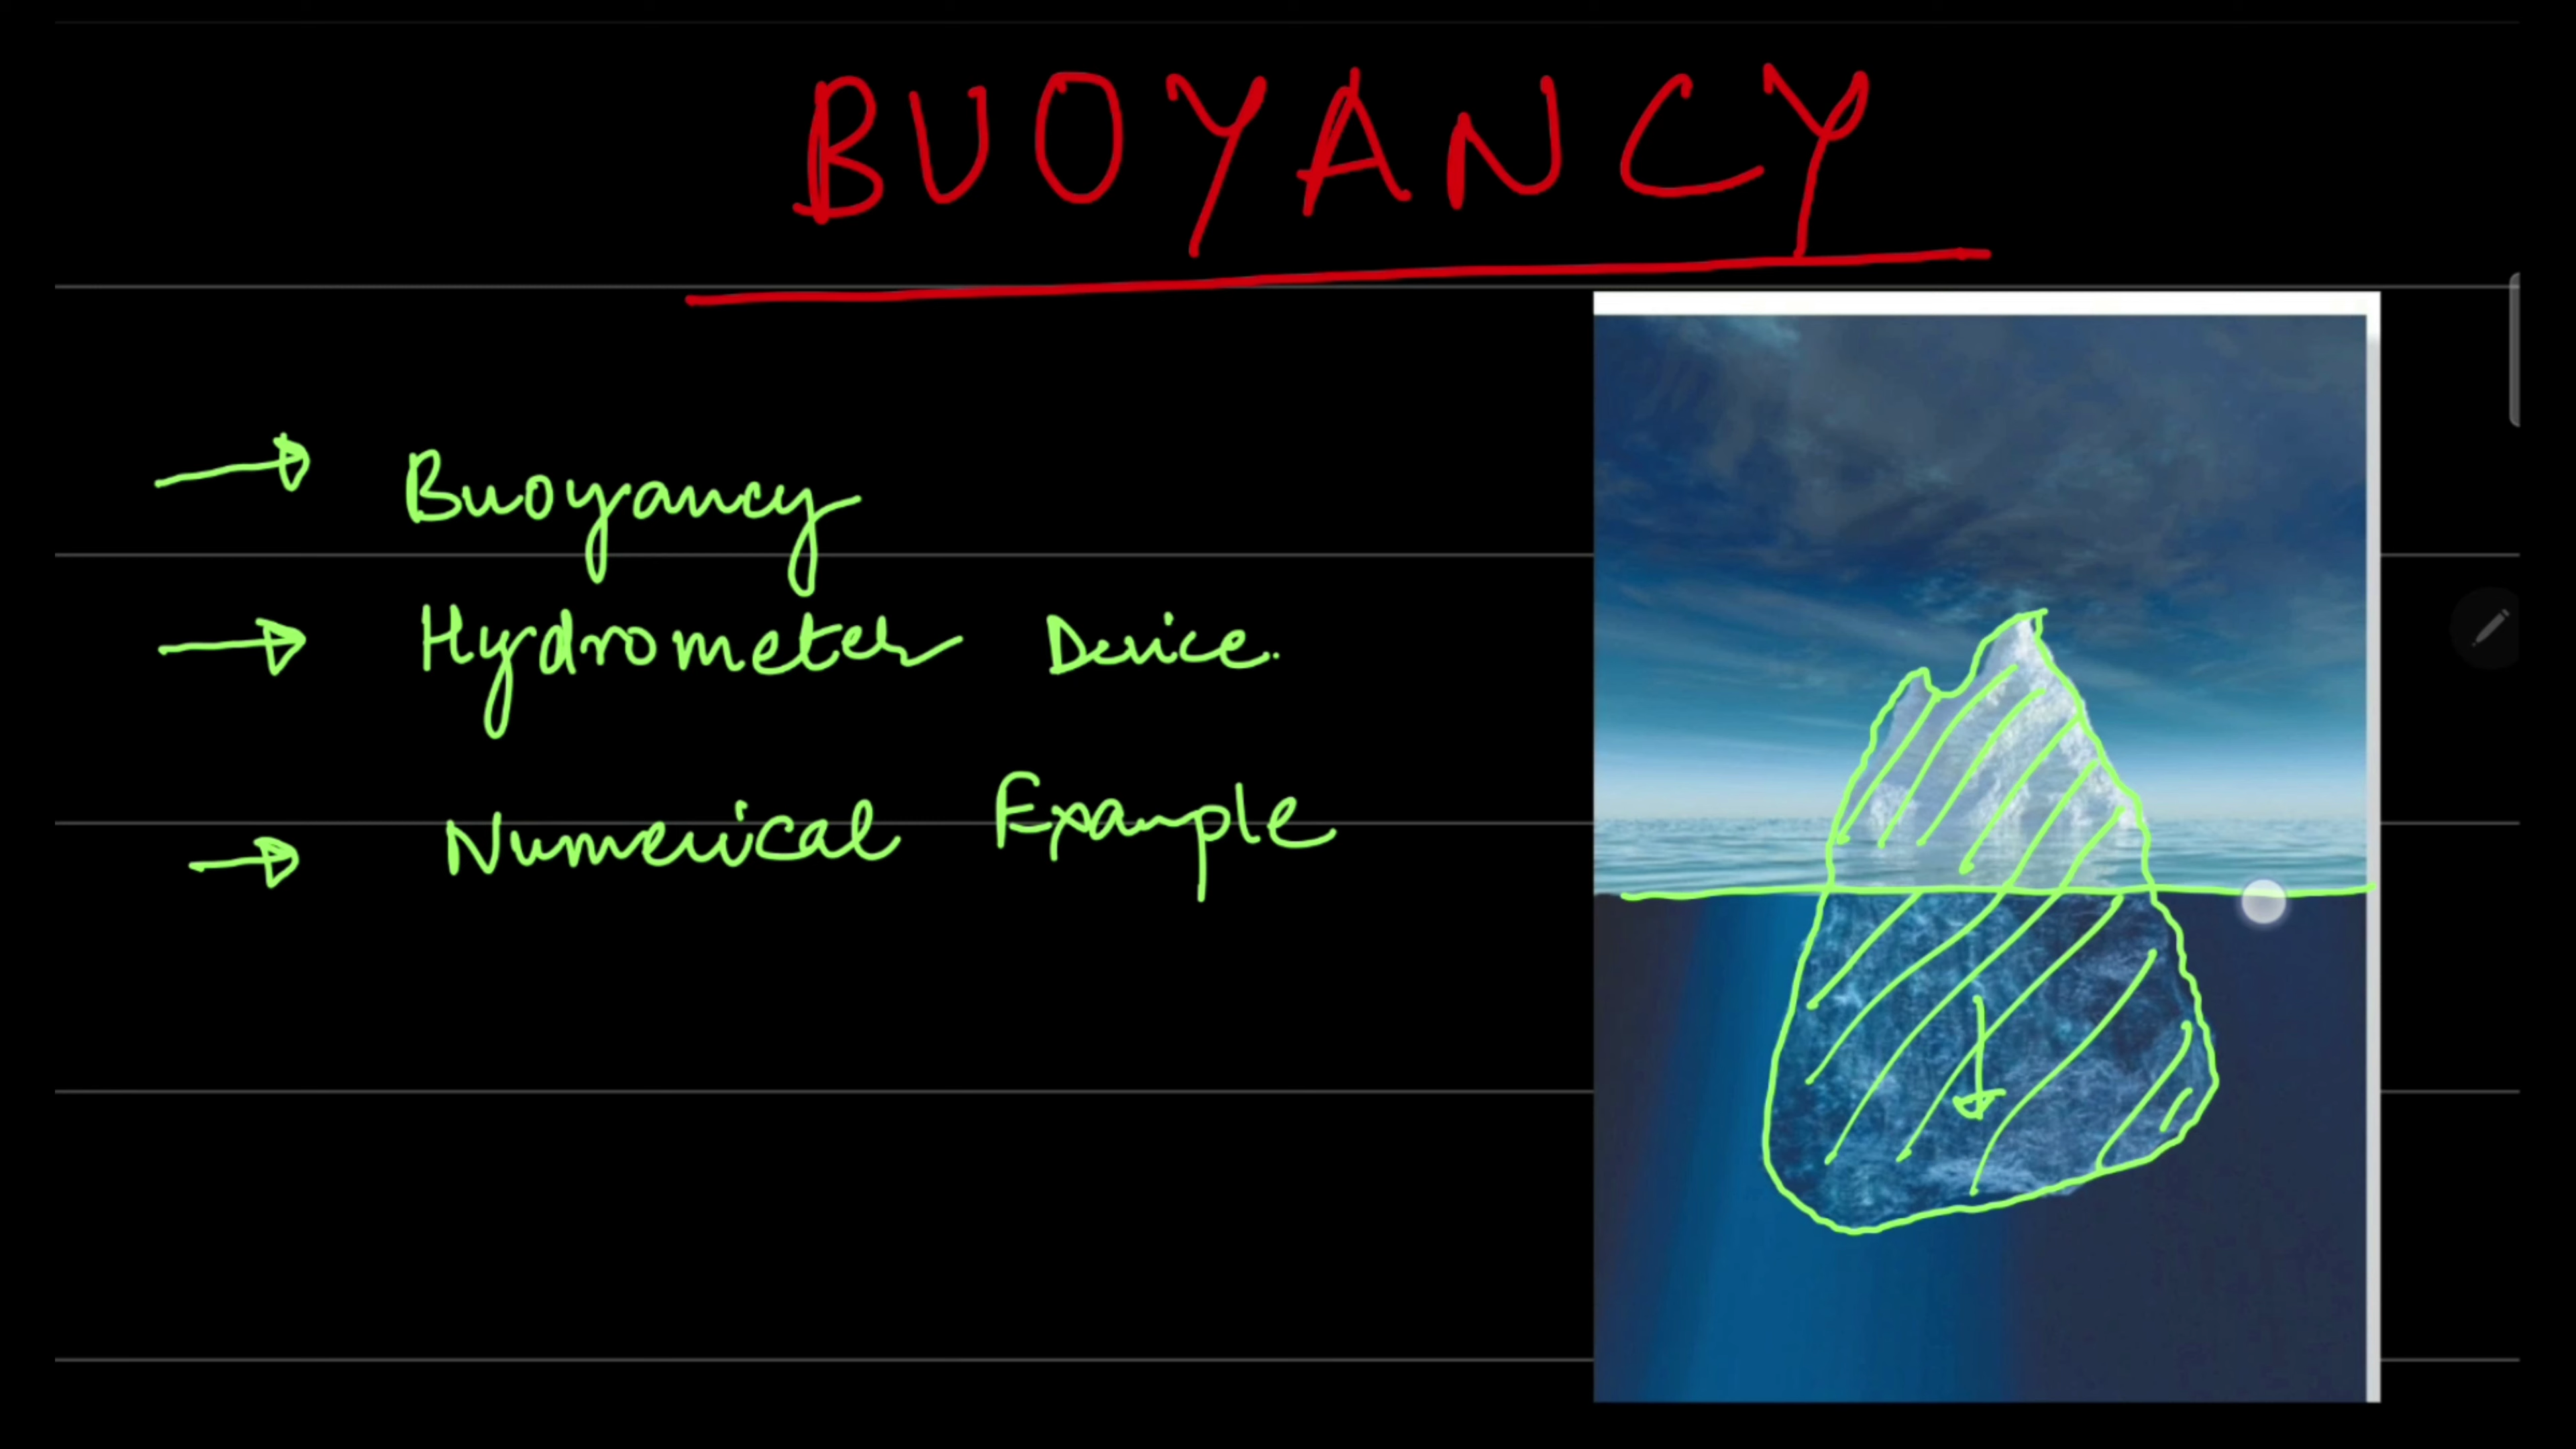 BUOYANCY
→ Buoyancy
→ Hydrometer Device.
→ Numerical Example